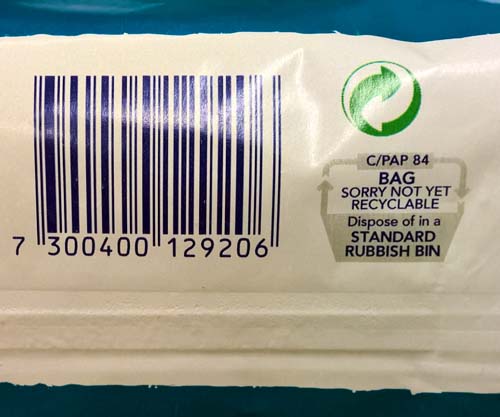 7 300400 129206
C/PAP 84
BAG
SORRY NOT YET
RECYCLABLE
Dispose of in a
STANDARD
RUBBISH BIN